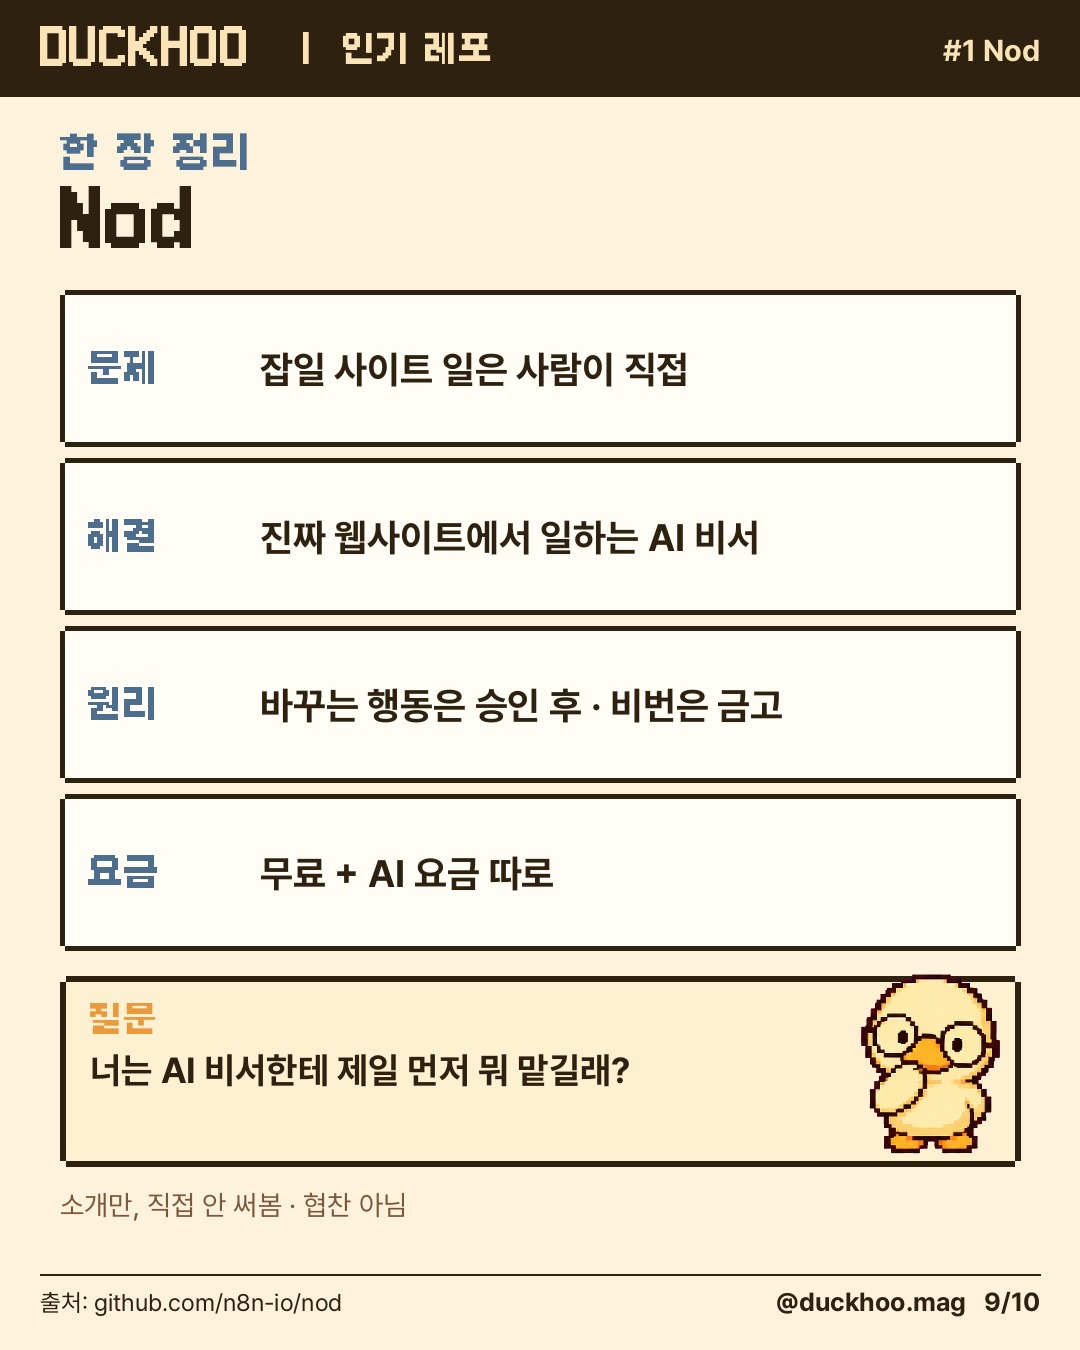 DUCKHOO | 인기 레포
#1 Nod
한 장 정리
Nod
문제
잡일 사이트 일은 사람이 직접
해결
진짜 웹사이트에서 일하는 AI 비서
원리
바꾸는 행동은 승인 후 · 비번은 금고
요금
무료 + AI 요금 따로
질문
너는 AI 비서한테 제일 먼저 뭐 맡길래?
소개만, 직접 안 써봄 · 협찬 아님
출처: github.com/n8n-io/nod
@duckhoo.mag 9/10